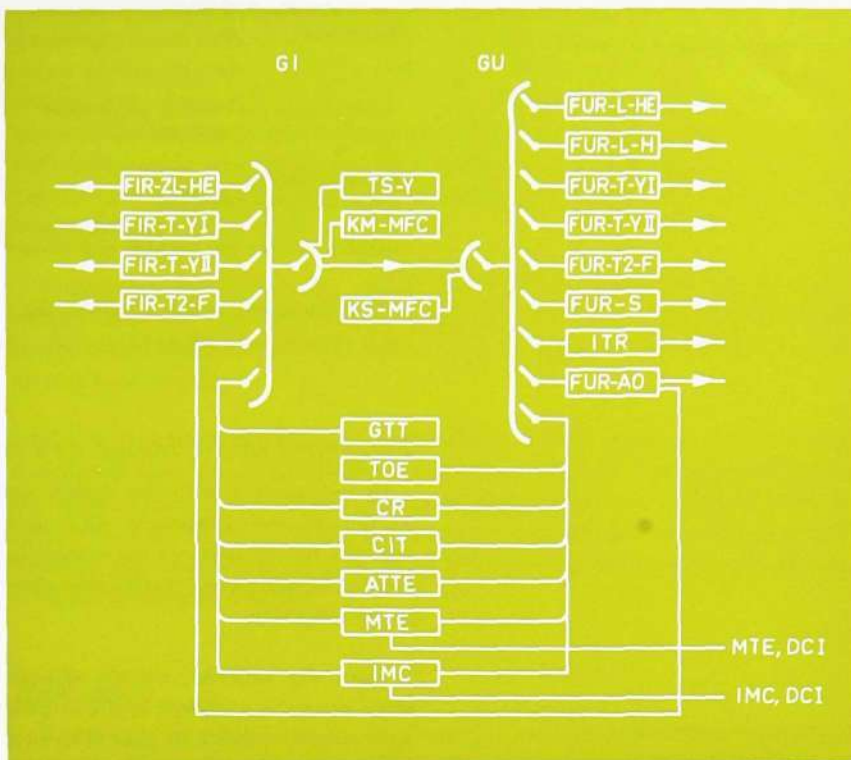 GI GU
FUR-L-HE
FUR-L-H
FIR-ZL-HE TS-Y FUR-T-YI
FIR-T-YI KM-MFC FUR-T-YII
FIR-T-YII FUR-T2-F
FIR-T2-F KS-MFC FUR-S
ITR
FUR-AO
GTT
TOE
CR
CIT
ATTE
MTE
MTE, DCI
IMC
IMC, DCI